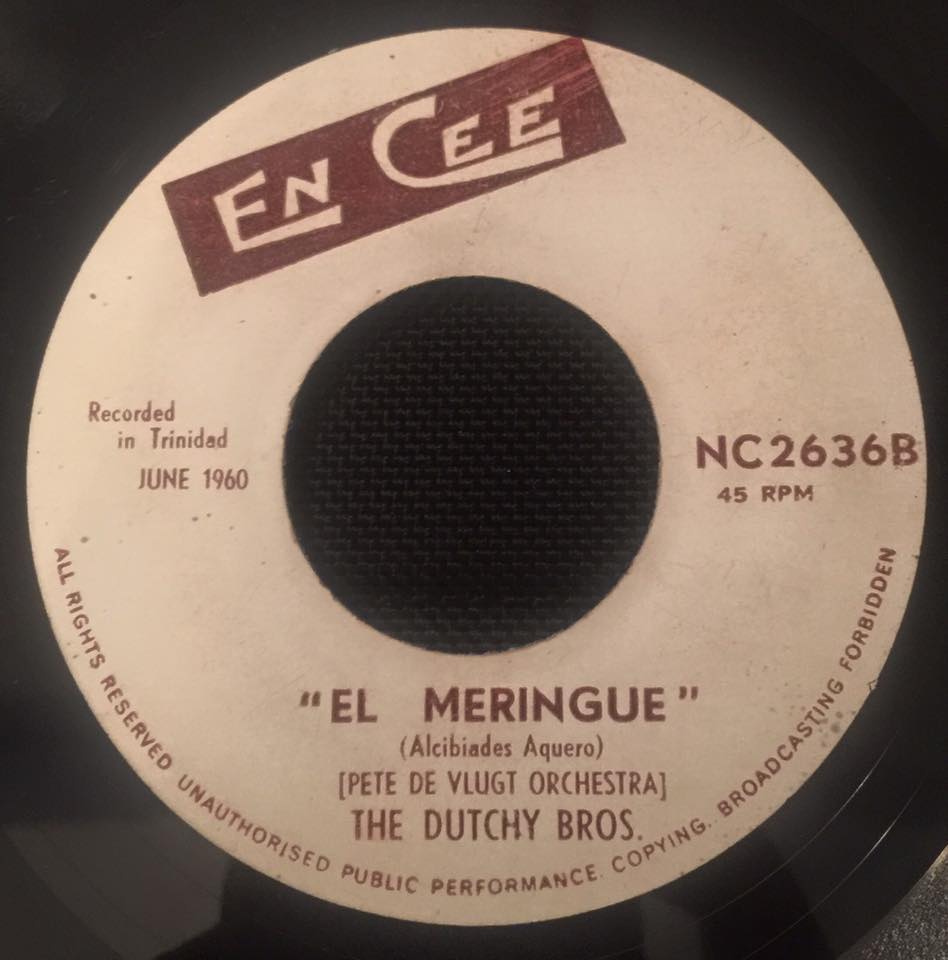 EN CEE
Recorded
in Trinidad
JUNE 1960
NC2636B
45 RPM
"EL MERINGUE"
(Alcibiades Aquero)
[PETE DE VLUGT ORCHESTRA]
THE DUTCHY BROS.
ALL RIGHTS RESERVED UNAUTHORISED PUBLIC PERFORMANCE. COPYING. BROADCASTING FORBIDDEN